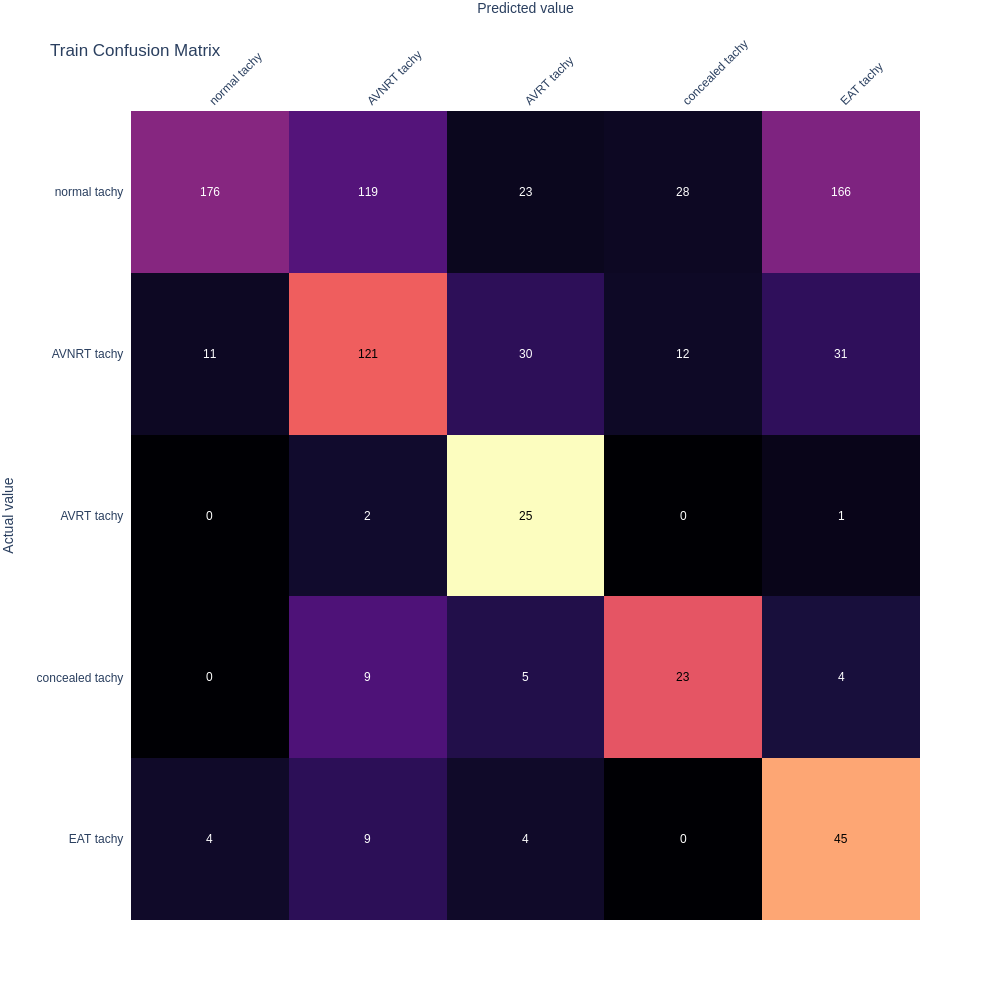 Predicted value
Train Confusion Matrix
normal tachy AVNRT tachy AVRT tachy concealed tachy EAT tachy
normal tachy 176 119 23 28 166
AVNRT tachy 11 121 30 12 31
Actual value
AVRT tachy 0 2 25 0 1
concealed tachy 0 9 5 23 4
EAT tachy 4 9 4 0 45